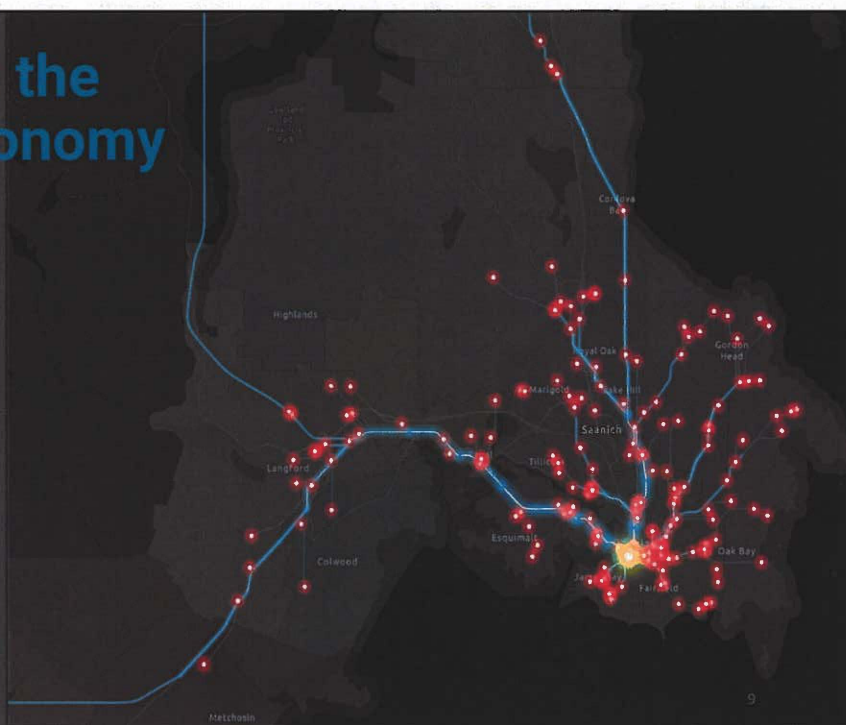 the
onomy
Cordova
Bay
Highlands
Royal Oak
Gordon
Head
Marigold
Lake Hill
Saanich
Langford
Esquimalt
Oak Bay
Colwood
Fairfield
9
Metchosin